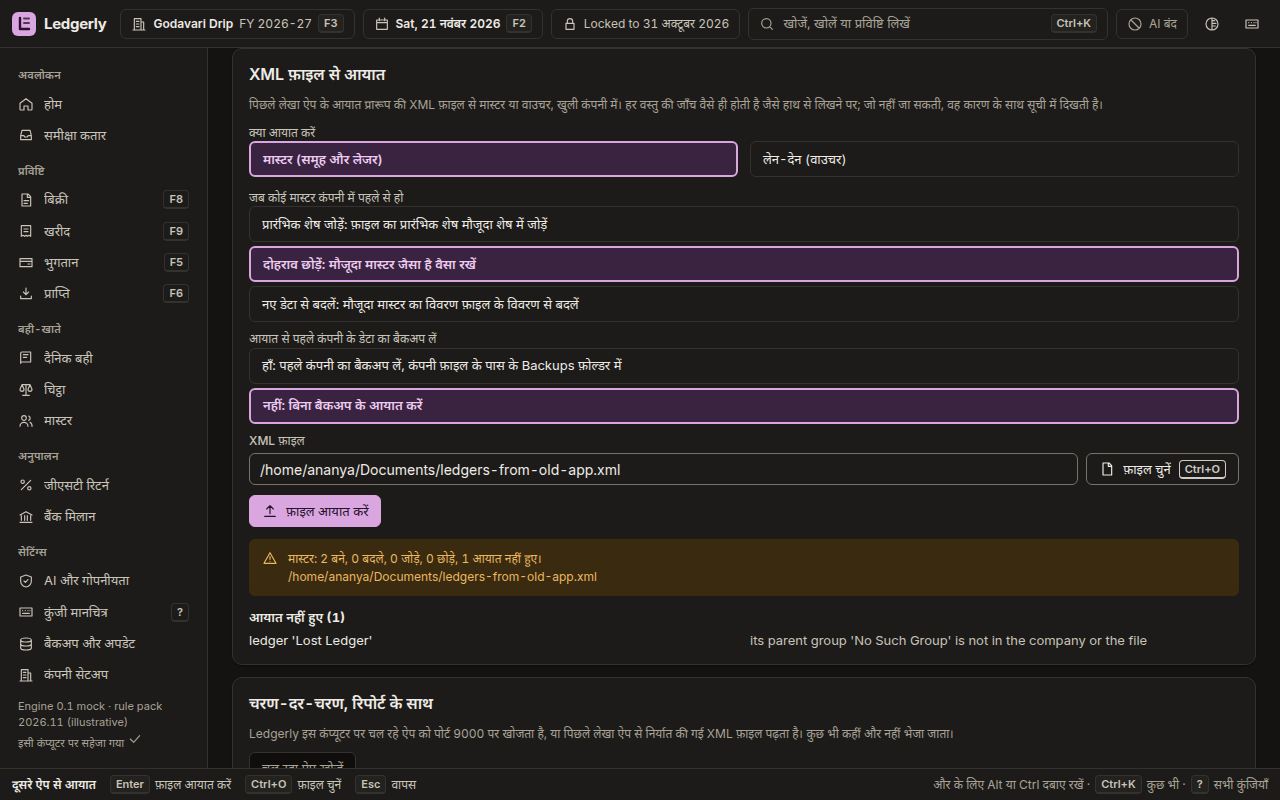 Ledgerly
Godavari Drip FY 2026-27 F3
Sat, 21 नवंबर 2026 F2
Locked to 31 अक्टूबर 2026
खोजें, खोलें या प्रविष्टि लिखें Ctrl+K
AI बंद
अवलोकन
होम
समीक्षा कतार
प्रविष्टि
बिक्री F8
खरीद F9
भुगतान F5
प्राप्ति F6
बही-खाते
दैनिक बही
चिट्ठा
मास्टर
अनुपालन
जीएसटी रिटर्न
बैंक मिलान
सेटिंग्स
AI और गोपनीयता
कुंजी मानचित्र ?
बैकअप और अपडेट
कंपनी सेटअप
Engine 0.1 mock · rule pack
2026.11 (illustrative)
इसी कंप्यूटर पर सहेजा गया
XML फ़ाइल से आयात
पिछले लेखा ऐप के आयात प्रारूप की XML फ़ाइल से मास्टर या वाउचर, खुली कंपनी में। हर वस्तु की जाँच वैसे ही होती है जैसे हाथ से लिखने पर; जो नहीं जा सकती, वह कारण के साथ सूची में दिखती है।
क्या आयात करें
मास्टर (समूह और लेजर)
लेन-देन (वाउचर)
जब कोई मास्टर कंपनी में पहले से हो
प्रारंभिक शेष जोड़ें: फ़ाइल का प्रारंभिक शेष मौजूदा शेष में जोड़ें
दोहराव छोड़ें: मौजूदा मास्टर जैसा है वैसा रखें
नए डेटा से बदलें: मौजूदा मास्टर का विवरण फ़ाइल के विवरण से बदलें
आयात से पहले कंपनी के डेटा का बैकअप लें
हाँ: पहले कंपनी का बैकअप लें, कंपनी फ़ाइल के पास के Backups फ़ोल्डर में
नहीं: बिना बैकअप के आयात करें
XML फ़ाइल
/home/ananya/Documents/ledgers-from-old-app.xml
फ़ाइल चुनें Ctrl+O
फ़ाइल आयात करें
मास्टर: 2 बने, 0 बदले, 0 जोड़े, 0 छोड़े, 1 आयात नहीं हुए।
/home/ananya/Documents/ledgers-from-old-app.xml
आयात नहीं हुए (1)
ledger 'Lost Ledger' its parent group 'No Such Group' is not in the company or the file
चरण-दर-चरण, रिपोर्ट के साथ
Ledgerly इस कंप्यूटर पर चल रहे ऐप को पोर्ट 9000 पर खोजता है, या पिछले लेखा ऐप से निर्यात की गई XML फ़ाइल पढ़ता है। कुछ भी कहीं और नहीं भेजा जाता।
चल रहा ऐप खोजें
दूसरे ऐप से आयात Enter फ़ाइल आयात करें Ctrl+O फ़ाइल चुनें Esc वापस
और के लिए Alt या Ctrl दबाए रखें · Ctrl+K कुछ भी · ? सभी कुंजियाँ